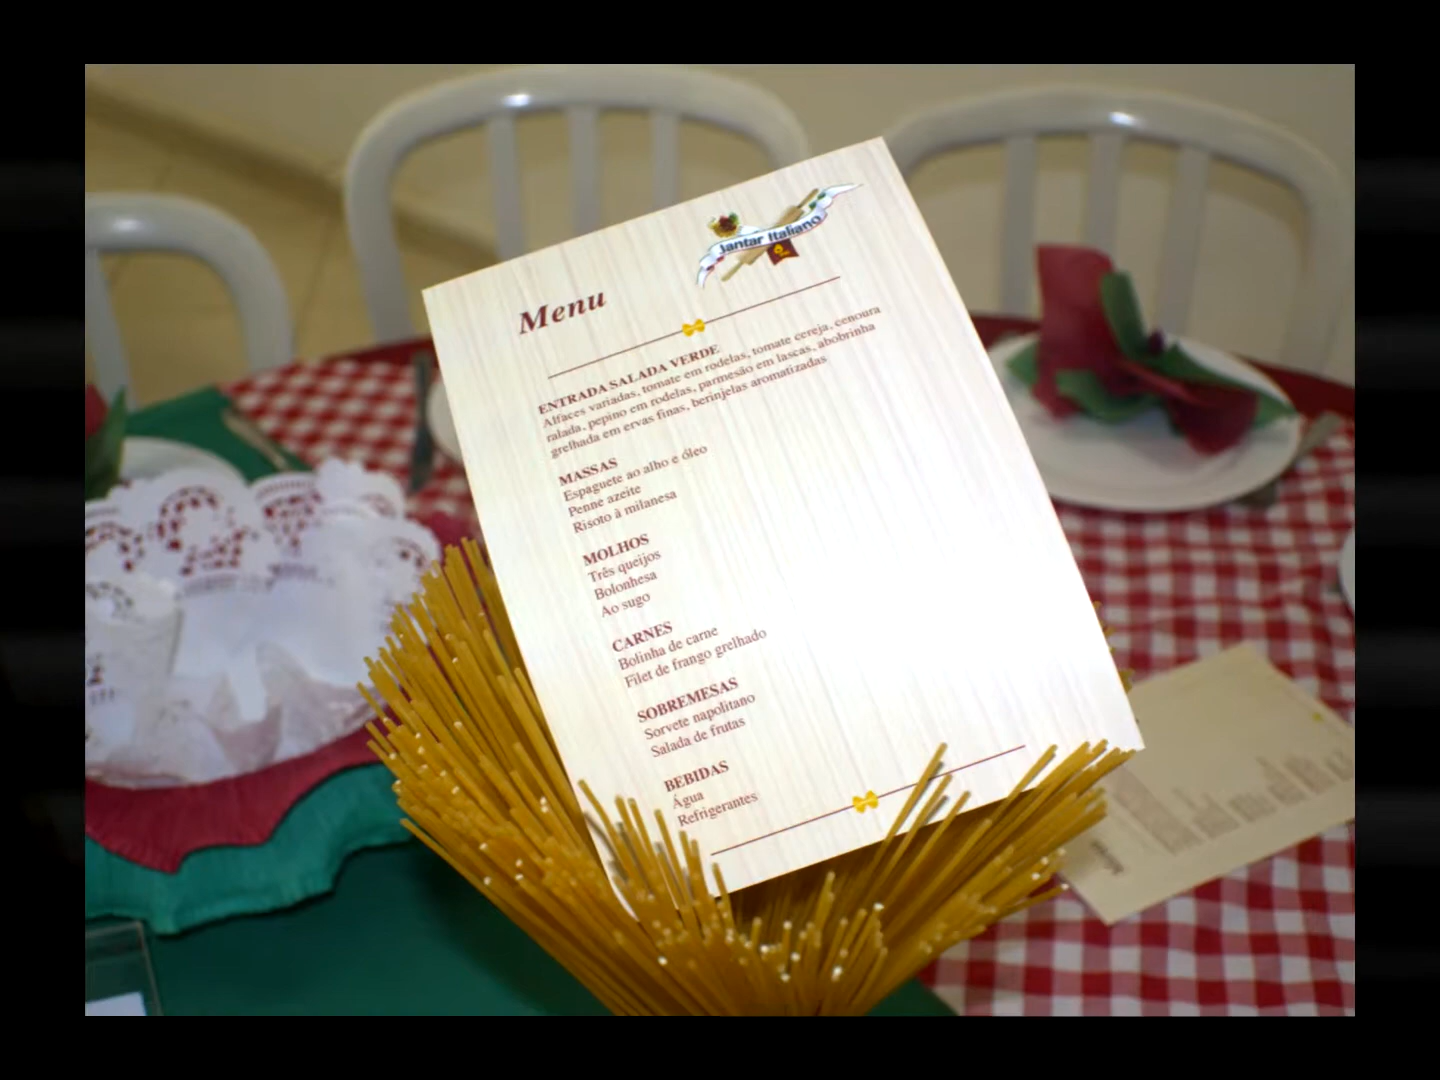 Jantar Italiano
Menu
ENTRADA SALADA VERDE
Alfaces variadas, tomate em rodelas, tomate cereja, cenoura
ralada, pepino em rodelas, parmesão em lascas, abobrinha
grelhada em ervas finas, berinjelas aromatizadas
MASSAS
Espaguete ao alho e óleo
Penne azeite
Risoto à milanesa
MOLHOS
Três queijos
Bolonhesa
Ao sugo
CARNES
Bolinha de carne
Filet de frango grelhado
SOBREMESAS
Sorvete napolitano
Salada de frutas
BEBIDAS
Água
Refrigerantes